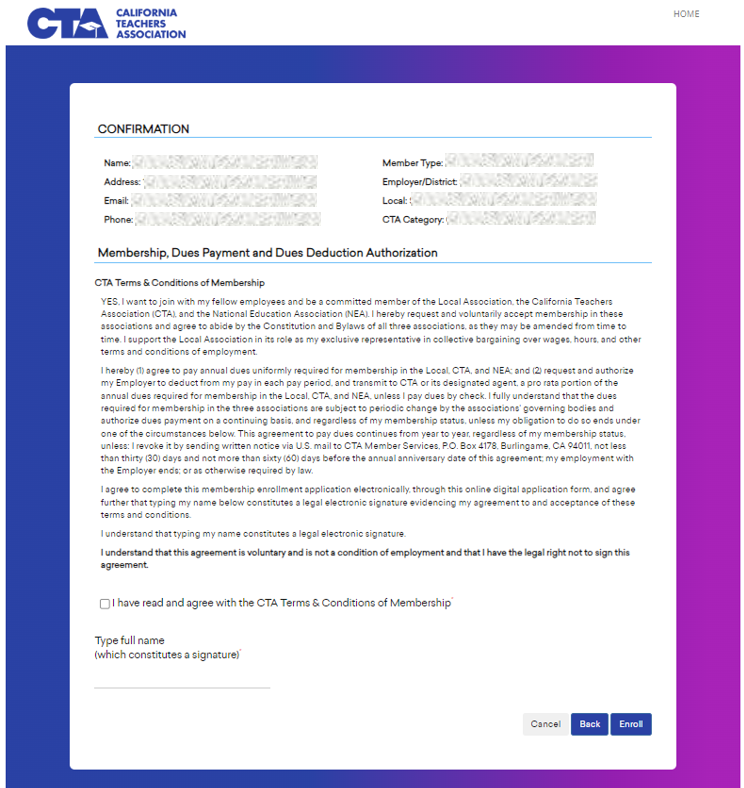 CTA CALIFORNIA TEACHERS ASSOCIATION
HOME
CONFIRMATION
Name:
Member Type:
Address:
Employer/District:
Email:
Local:
Phone:
CTA Category:
Membership, Dues Payment and Dues Deduction Authorization
CTA Terms & Conditions of Membership
YES, I want to join with my fellow employees and be a committed member of the Local Association, the California Teachers
Association (CTA), and the National Education Association (NEA). I hereby request and voluntarily accept membership in these
associations and agree to abide by the Constitution and Bylaws of all three associations, as they may be amended from time to
time. I support the Local Association in its role as my exclusive representative in collective bargaining over wages, hours, and other
terms and conditions of employment.
I hereby (1) agree to pay annual dues uniformly required for membership in the Local, CTA, and NEA; and (2) request and authorize
my Employer to deduct from my pay in each pay period, and transmit to CTA or its designated agent, a pro rata portion of the
annual dues required for membership in the Local, CTA, and NEA, unless I pay dues by check. I fully understand that the dues
required for membership in the three associations are subject to periodic change by the associations' governing bodies and
authorize dues payment on a continuing basis, and regardless of my membership status, unless my obligation to do so ends under
one of the circumstances below. This agreement to pay dues continues from year to year, regardless of my membership status,
unless: I revoke it by sending written notice via U.S. mail to CTA Member Services, P.O. Box 4178, Burlingame, CA 94011, not less
than thirty (30) days and not more than sixty (60) days before the annual anniversary date of this agreement; my employment with
the Employer ends; or as otherwise required by law.
I agree to complete this membership enrollment application electronically, through this online digital application form, and agree
further that typing my name below constitutes a legal electronic signature evidencing my agreement to and acceptance of these
terms and conditions.
I understand that typing my name constitutes a legal electronic signature.
I understand that this agreement is voluntary and is not a condition of employment and that I have the legal right not to sign this
agreement.
I have read and agree with the CTA Terms & Conditions of Membership*
Type full name
(which constitutes a signature)*
Cancel Back Enroll